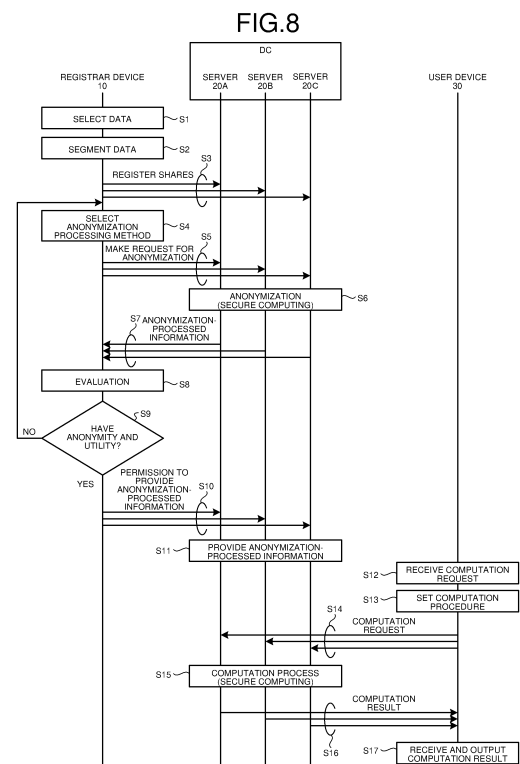 FIG.8
DC
REGISTRAR DEVICE
10
SERVER
20A
SERVER
20B
SERVER
20C
USER DEVICE
30
SELECT DATA
S1
SEGMENT DATA
S2
S3
REGISTER SHARES
SELECT
ANONYMIZATION
PROCESSING METHOD
S4
S5
MAKE REQUEST FOR
ANONYMIZATION
ANONYMIZATION
(SECURE COMPUTING)
S6
S7
ANONYMIZATION-
PROCESSED
INFORMATION
EVALUATION
S8
S9
HAVE
ANONYMITY AND
UTILITY?
NO
YES
PERMISSION TO
PROVIDE
ANONYMIZATION-
PROCESSED
INFORMATION
S10
S11
PROVIDE ANONYMIZATION-
PROCESSED INFORMATION
S12
RECEIVE COMPUTATION
REQUEST
S13
SET COMPUTATION
PROCEDURE
S14
COMPUTATION
REQUEST
S15
COMPUTATION PROCESS
(SECURE COMPUTING)
COMPUTATION
RESULT
S16
S17
RECEIVE AND OUTPUT
COMPUTATION RESULT